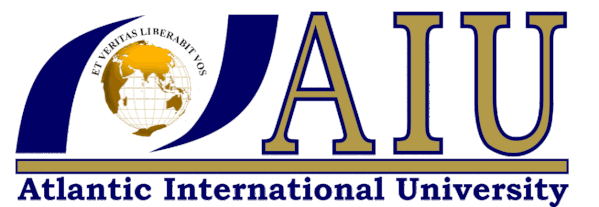 ET VERITAS LIBERABIT VOS
AIU
Atlantic International University